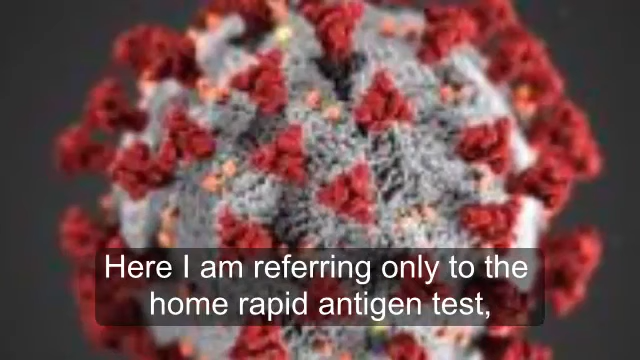 Here I am referring only to the
home rapid antigen test,